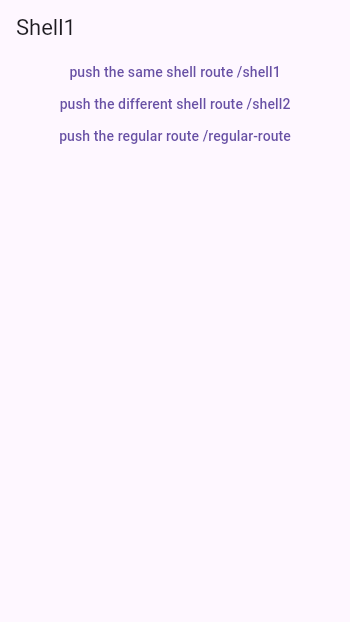 Shell1
push the same shell route /shell1
push the different shell route /shell2
push the regular route /regular-route